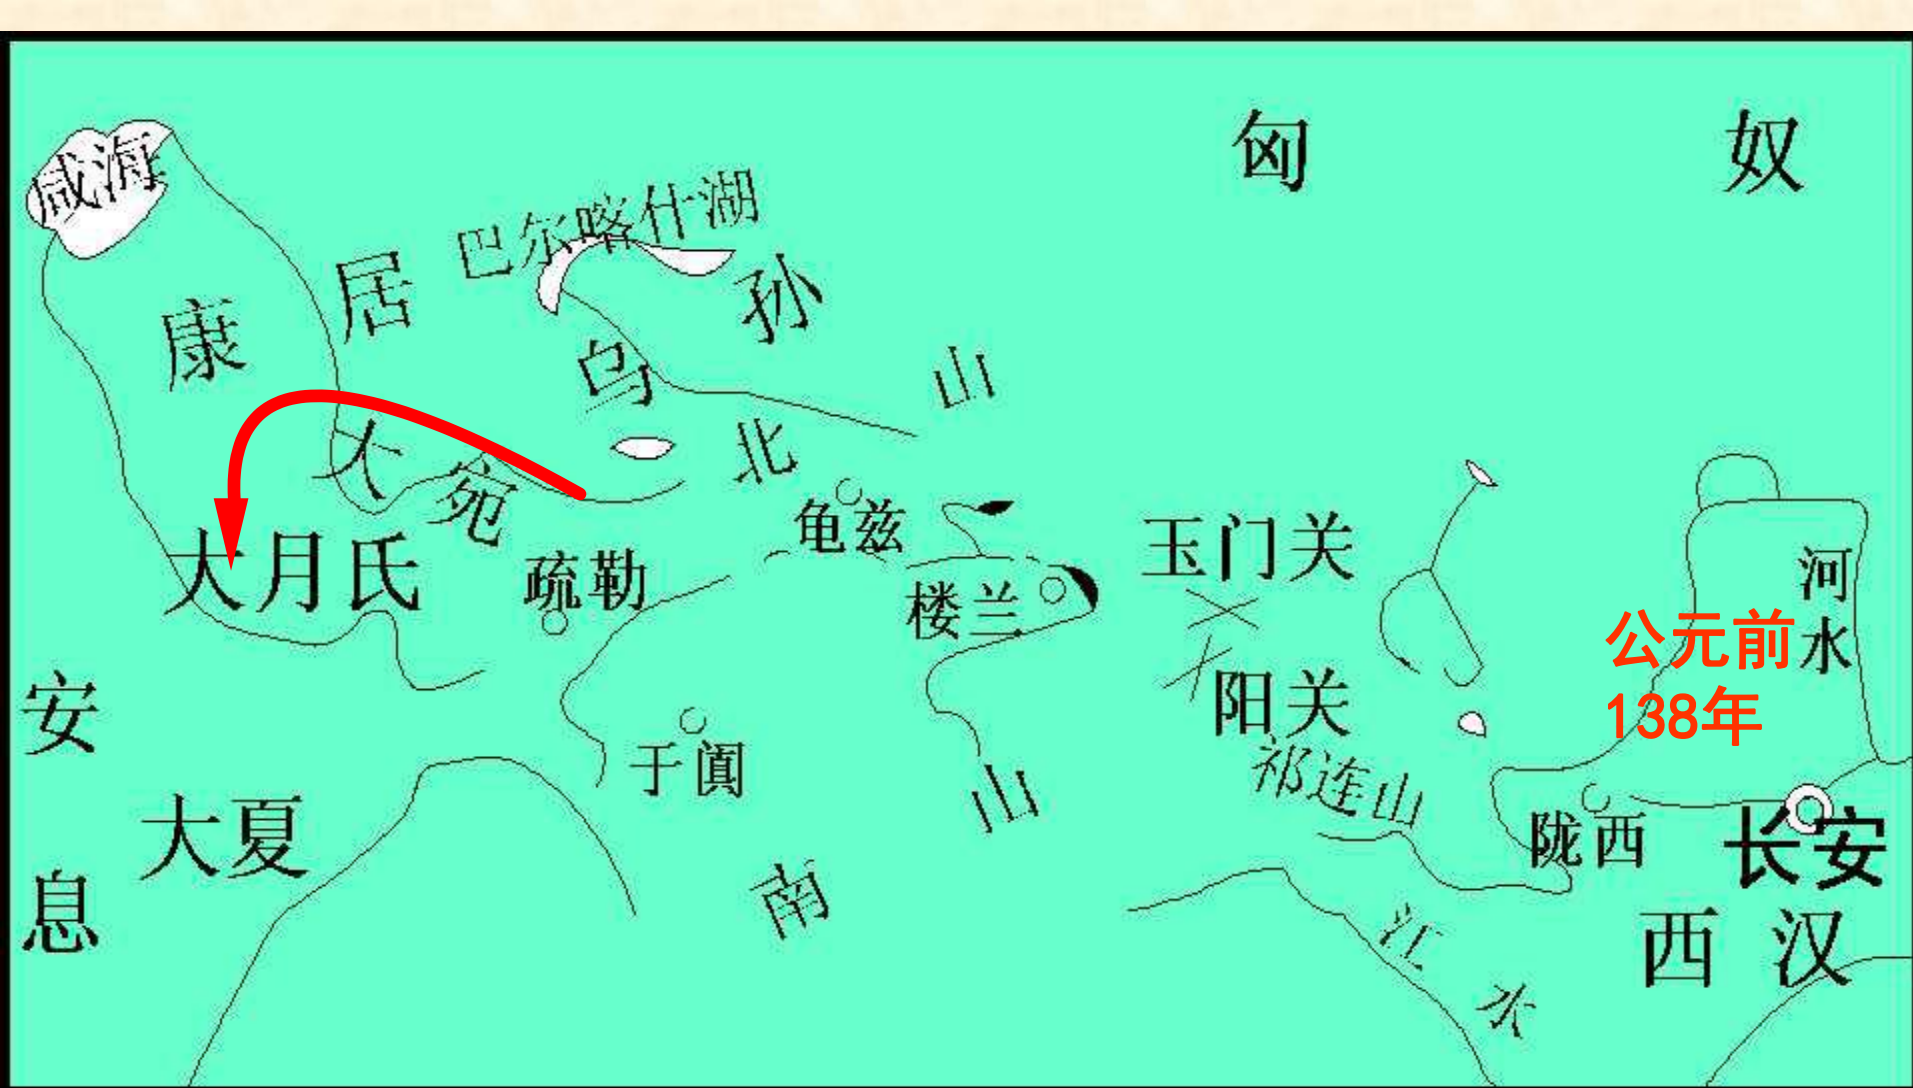 匈 奴
咸海
巴尔喀什湖
康居
乌孙
北山
大宛
大月氏
疏勒
龟兹
楼兰
玉门关
阳关
祁连山
河水
公元前
138年
于阗
南山
安息
大夏
陇西
长安
西汉
江水